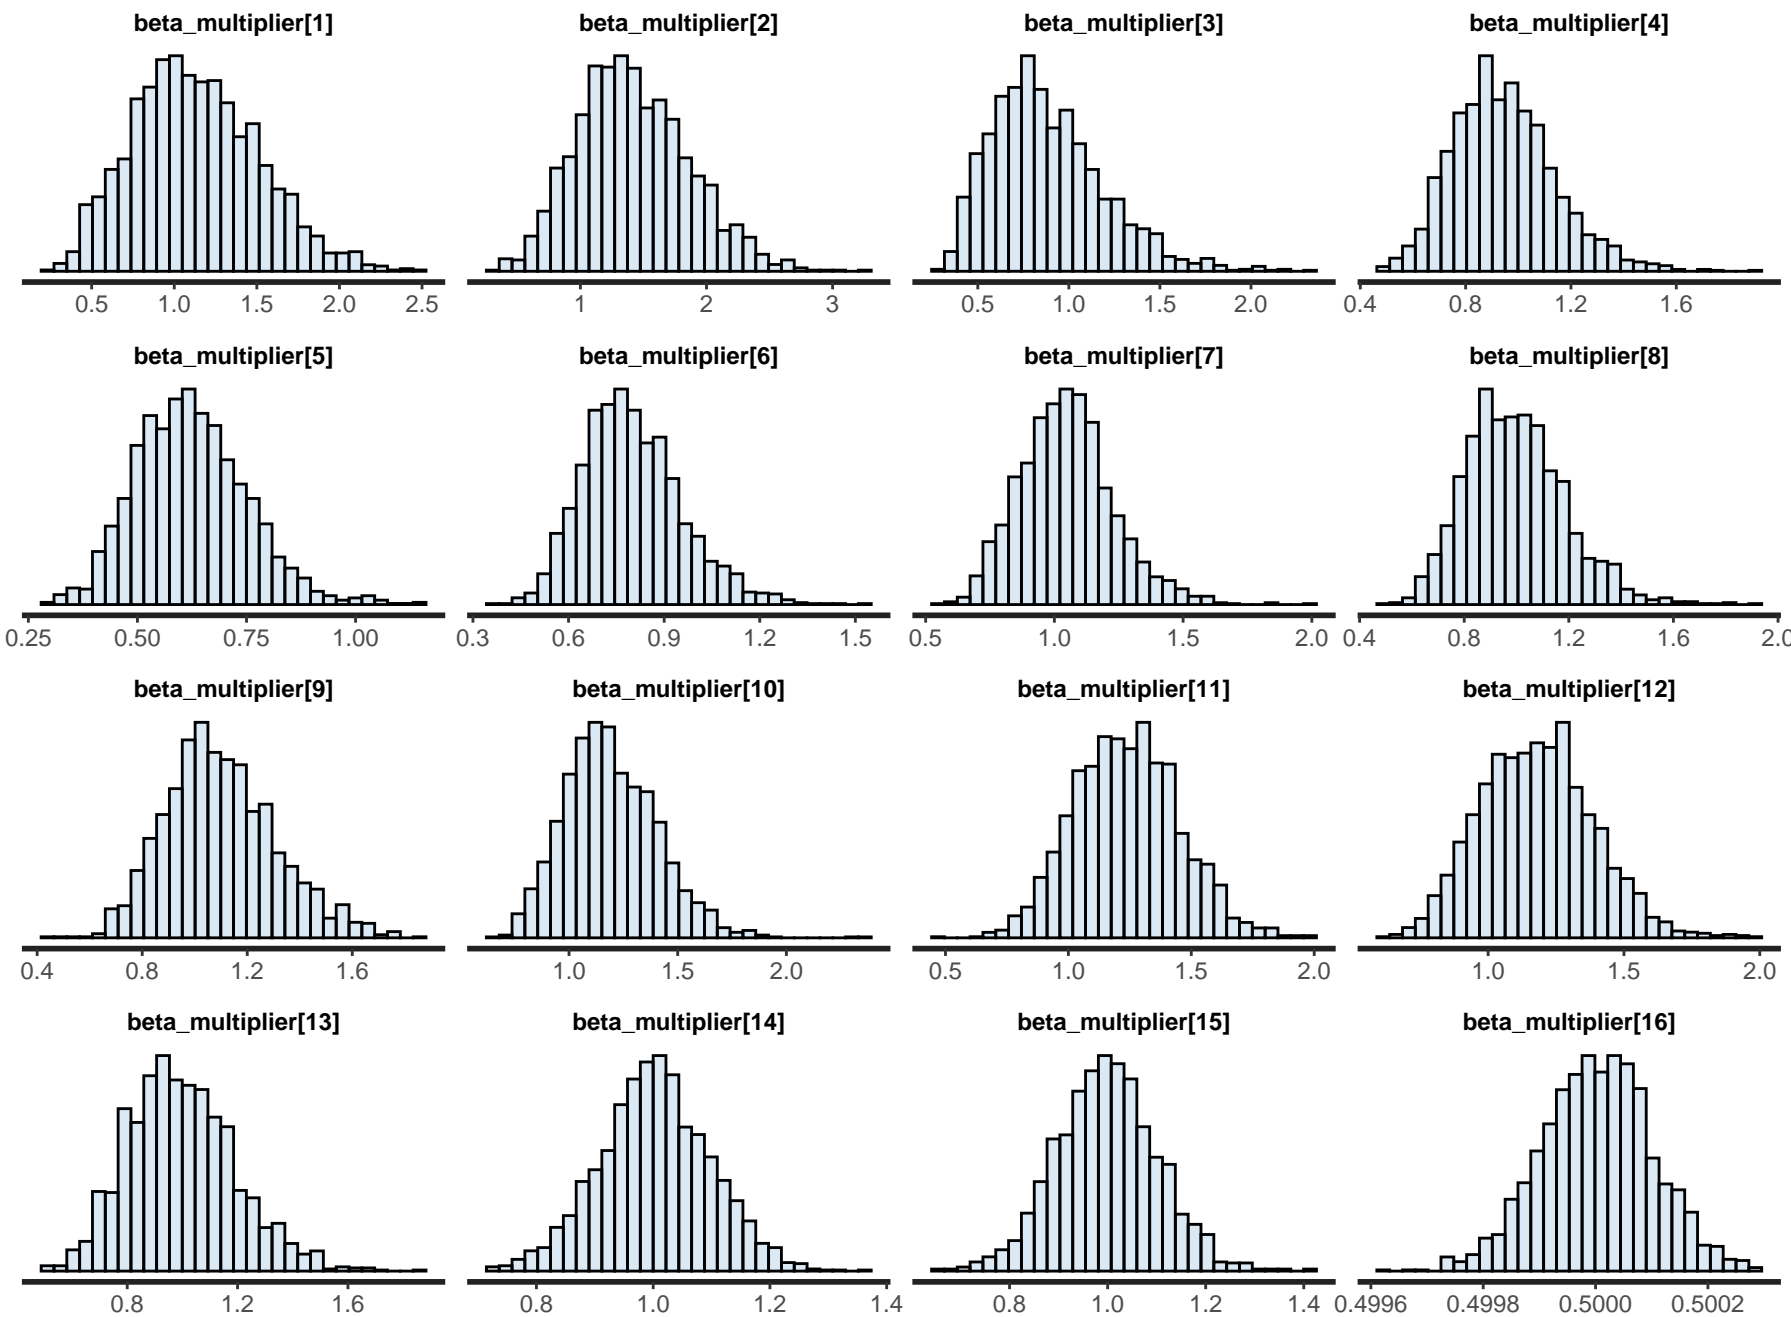 beta_multiplier[1] beta_multiplier[2] beta_multiplier[3] beta_multiplier[4]
0.5 1.0 1.5 2.0 2.5 1 2 3 0.5 1.0 1.5 2.0 0.4 0.8 1.2 1.6
beta_multiplier[5] beta_multiplier[6] beta_multiplier[7] beta_multiplier[8]
0.25 0.50 0.75 1.00 0.3 0.6 0.9 1.2 1.5 0.5 1.0 1.5 2.0 0.4 0.8 1.2 1.6 2.0
beta_multiplier[9] beta_multiplier[10] beta_multiplier[11] beta_multiplier[12]
0.4 0.8 1.2 1.6 1.0 1.5 2.0 0.5 1.0 1.5 2.0 1.0 1.5 2.0
beta_multiplier[13] beta_multiplier[14] beta_multiplier[15] beta_multiplier[16]
0.8 1.2 1.6 0.8 1.0 1.2 1.4 0.8 1.0 1.2 1.4 0.4996 0.4998 0.5000 0.5002